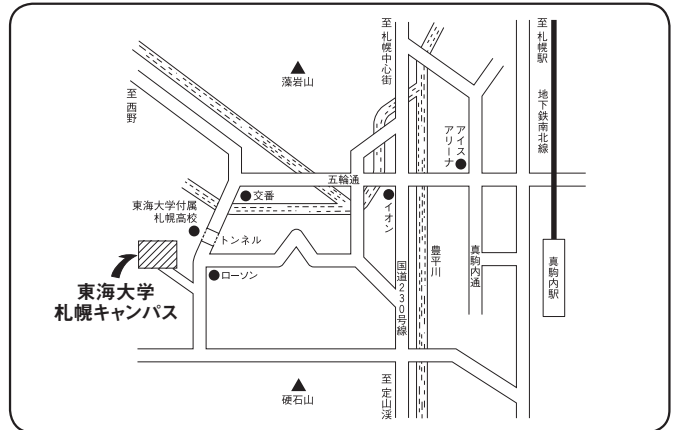 至札幌中心街
至札幌駅
地下鉄南北線
藻岩山
至西野
アイス
アリーナ
五輪通
交番
イオン
東海大学付属
札幌高校
トンネル
豊平川
真駒内通
真駒内駅
国道230号線
ローソン
東海大学
札幌キャンパス
硬石山
至定山渓